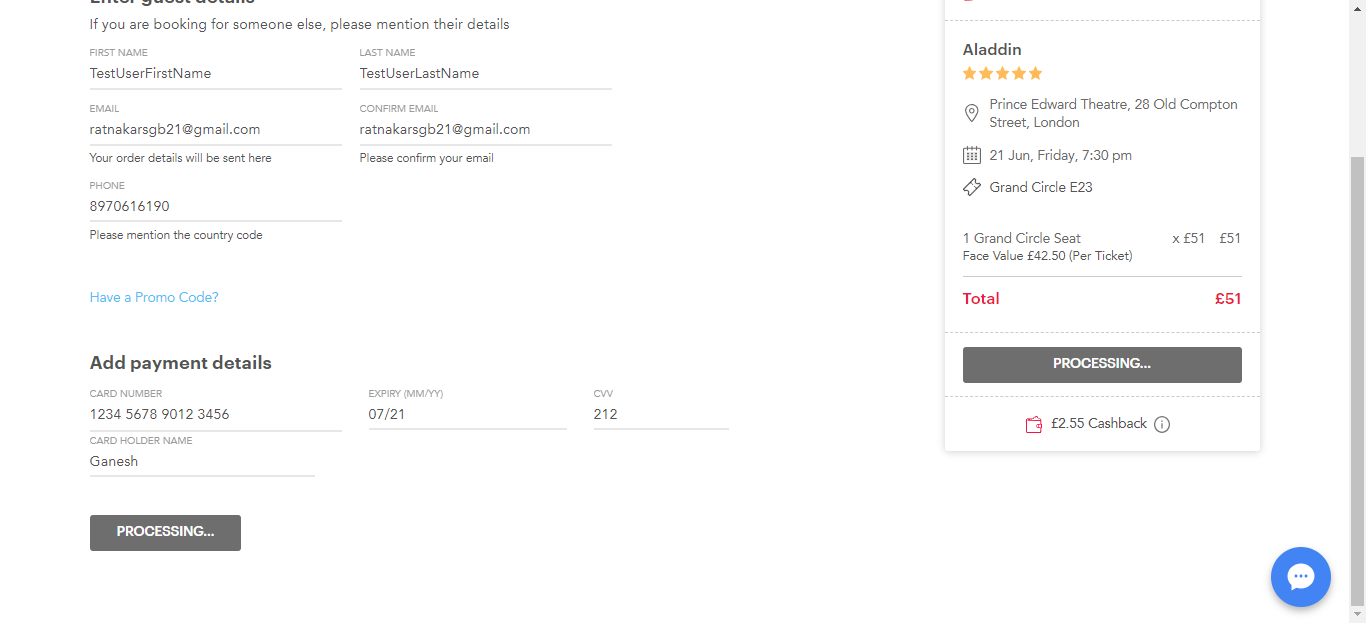 Enter guest details
If you are booking for someone else, please mention their details
FIRST NAME
TestUserFirstName
LAST NAME
TestUserLastName
EMAIL
ratnakarsgb21@gmail.com
Your order details will be sent here
CONFIRM EMAIL
ratnakarsgb21@gmail.com
Please confirm your email
PHONE
8970616190
Please mention the country code
Have a Promo Code?
Add payment details
CARD NUMBER
1234 5678 9012 3456
EXPIRY (MM/YY)
07/21
CVV
212
CARD HOLDER NAME
Ganesh
PROCESSING...
Aladdin
Prince Edward Theatre, 28 Old Compton
Street, London
21 Jun, Friday, 7:30 pm
Grand Circle E23
1 Grand Circle Seat x £51 £51
Face Value £42.50 (Per Ticket)
Total £51
PROCESSING...
£2.55 Cashback